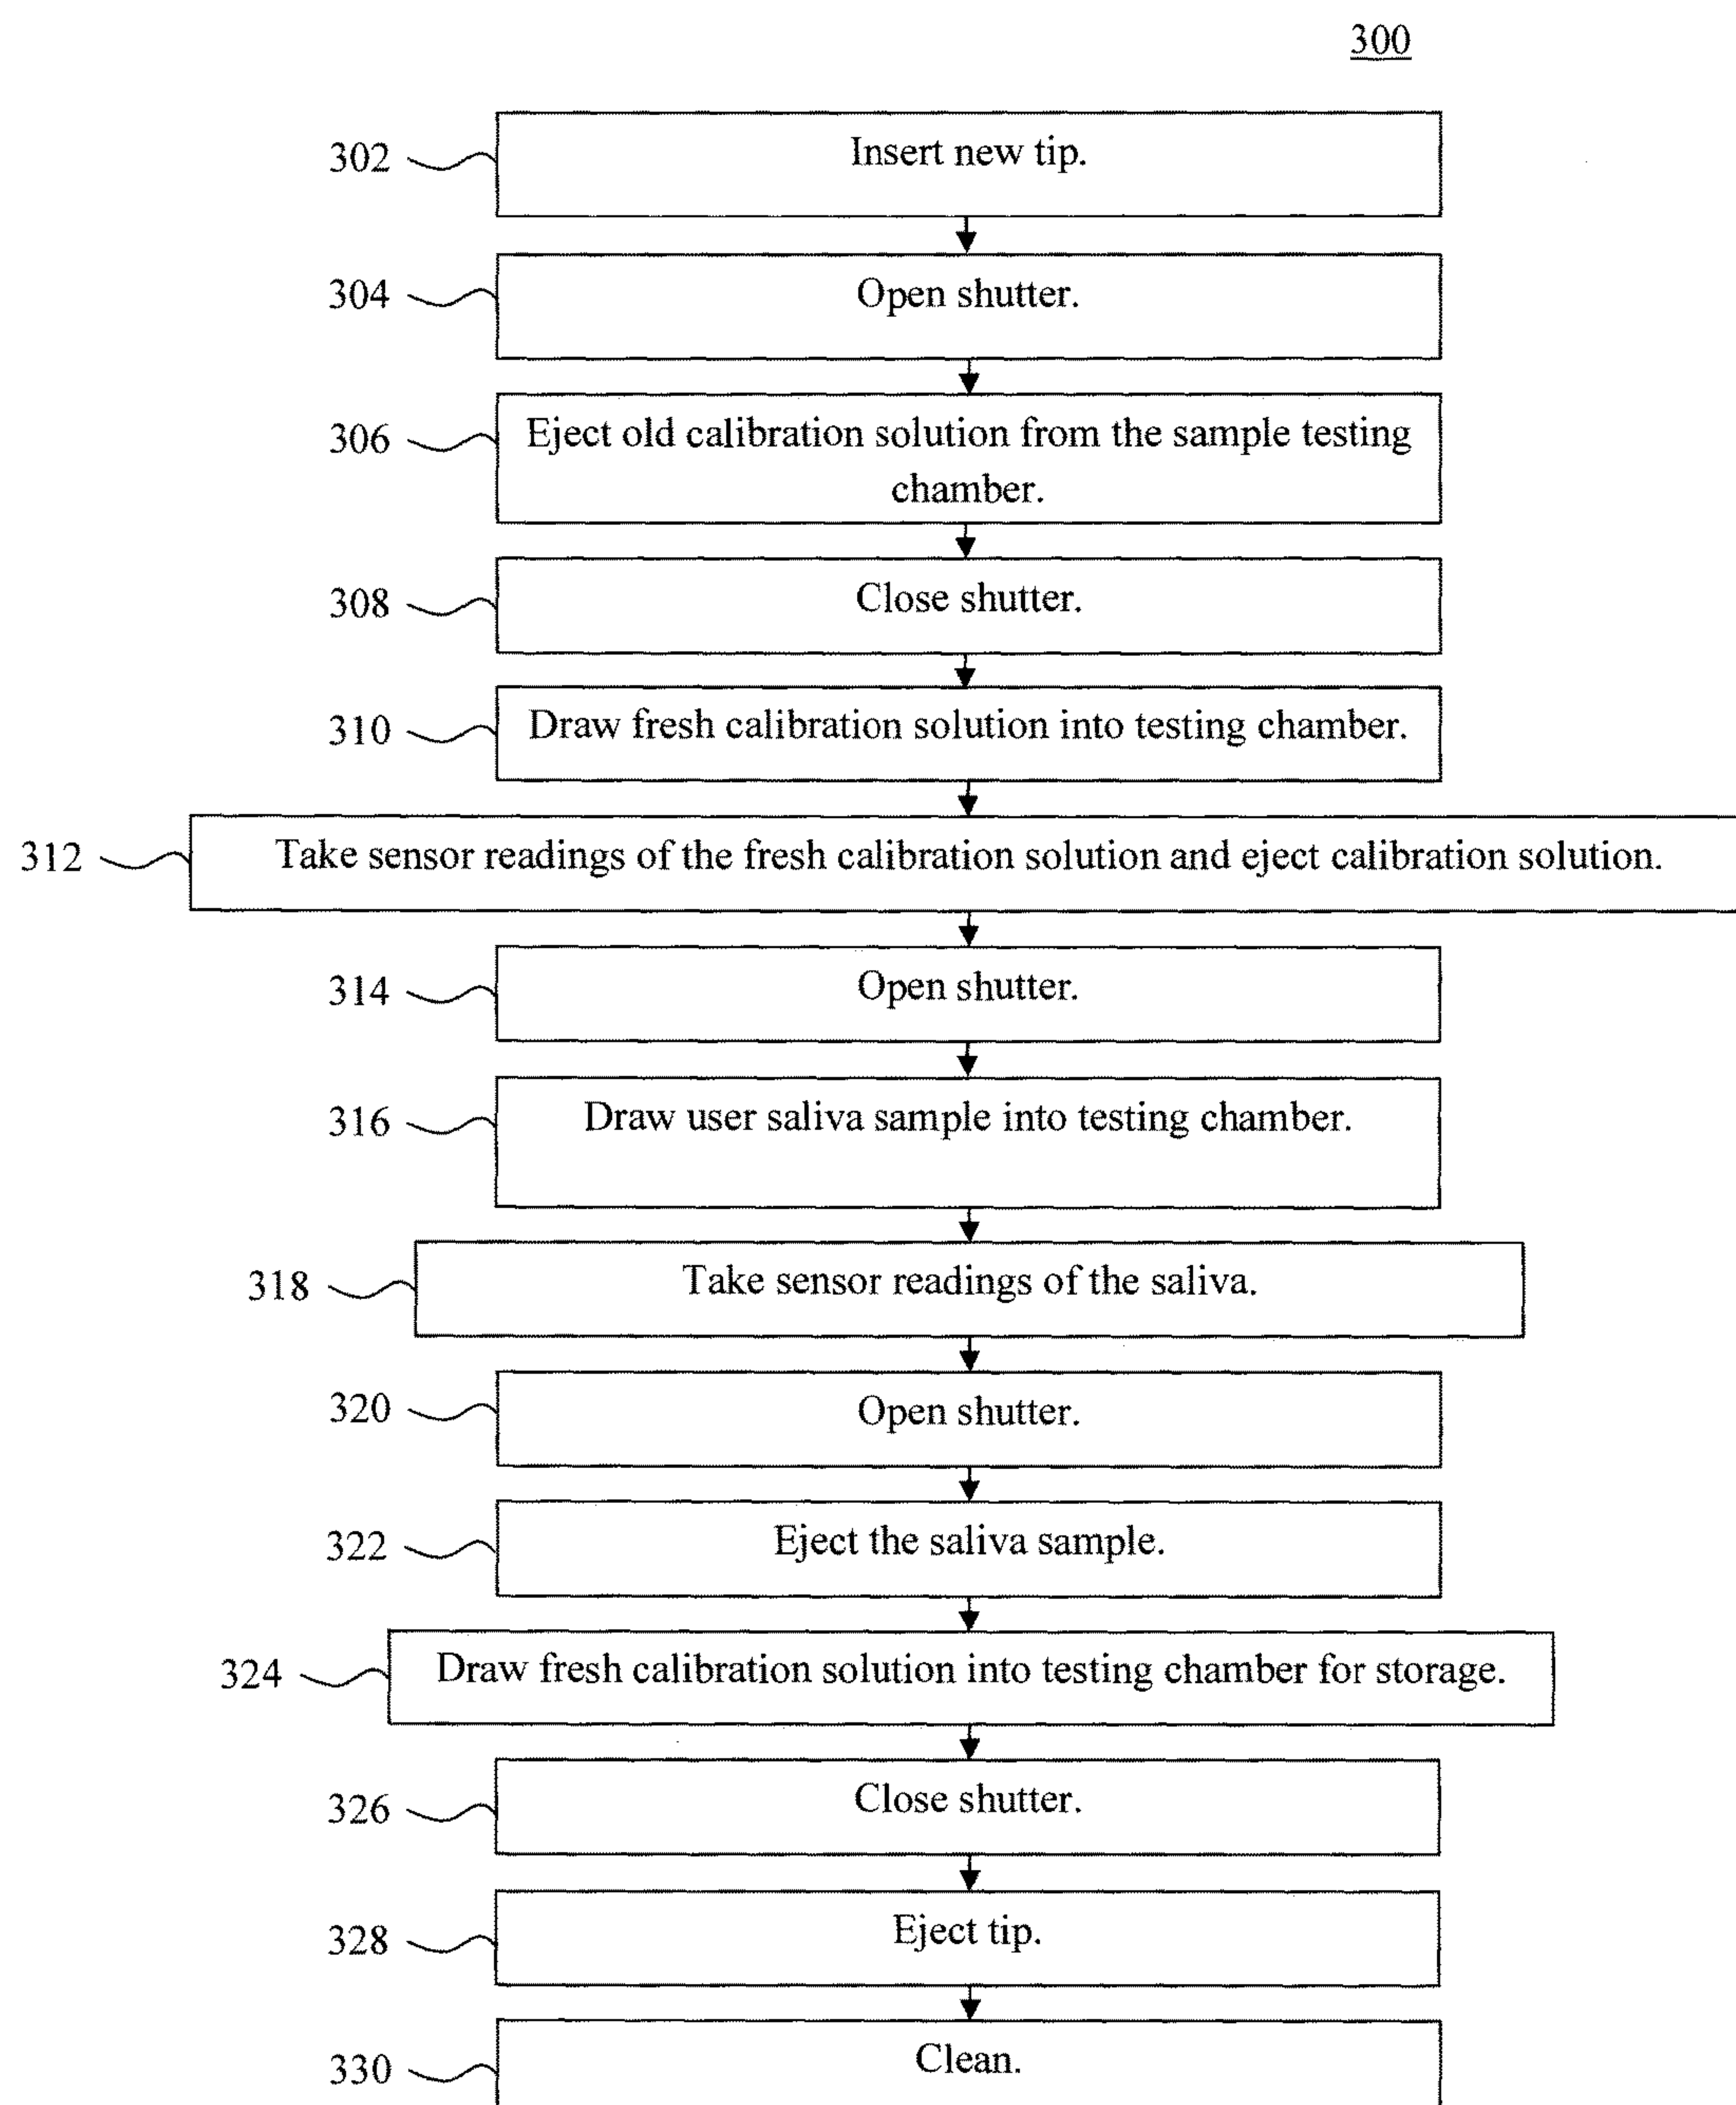 300
302 Insert new tip.
304 Open shutter.
306 Eject old calibration solution from the sample testing
chamber.
308 Close shutter.
310 Draw fresh calibration solution into testing chamber.
312 Take sensor readings of the fresh calibration solution and eject calibration solution.
314 Open shutter.
316 Draw user saliva sample into testing chamber.
318 Take sensor readings of the saliva.
320 Open shutter.
322 Eject the saliva sample.
324 Draw fresh calibration solution into testing chamber for storage.
326 Close shutter.
328 Eject tip.
330 Clean.